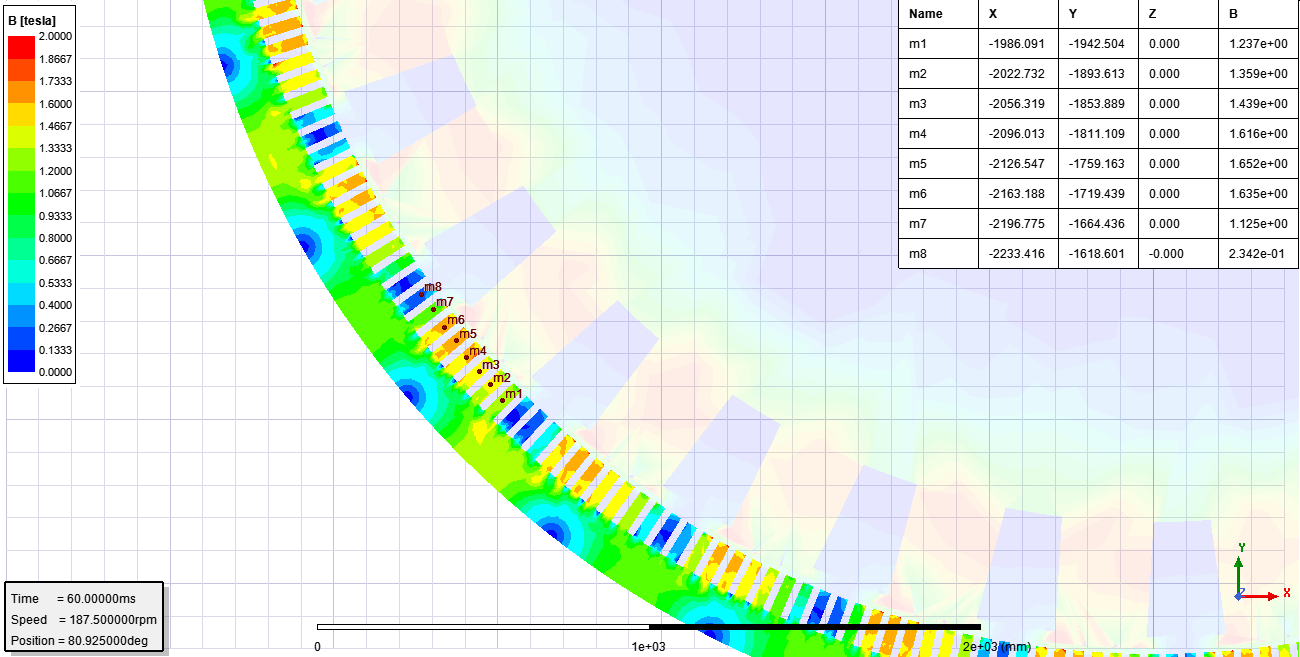 B [tesla]
2.0000
1.8667
1.7333
1.6000
1.4667
1.3333
1.2000
1.0667
0.9333
0.8000
0.6667
0.5333
0.4000
0.2667
0.1333
0.0000
Name X Y Z B
m1 -1986.091 -1942.504 0.000 1.237e+00
m2 -2022.732 -1893.613 0.000 1.359e+00
m3 -2056.319 -1853.889 0.000 1.439e+00
m4 -2096.013 -1811.109 0.000 1.616e+00
m5 -2126.547 -1759.163 0.000 1.652e+00
m6 -2163.188 -1719.439 0.000 1.635e+00
m7 -2196.775 -1664.436 0.000 1.125e+00
m8 -2233.416 -1618.601 -0.000 2.342e-01
m8
m7
m6
m5
m4
m3
m2
m1
Y
Z X
Time = 60.00000ms
Speed = 187.500000rpm
Position = 80.925000deg
0 1e+03 2e+03 (mm)